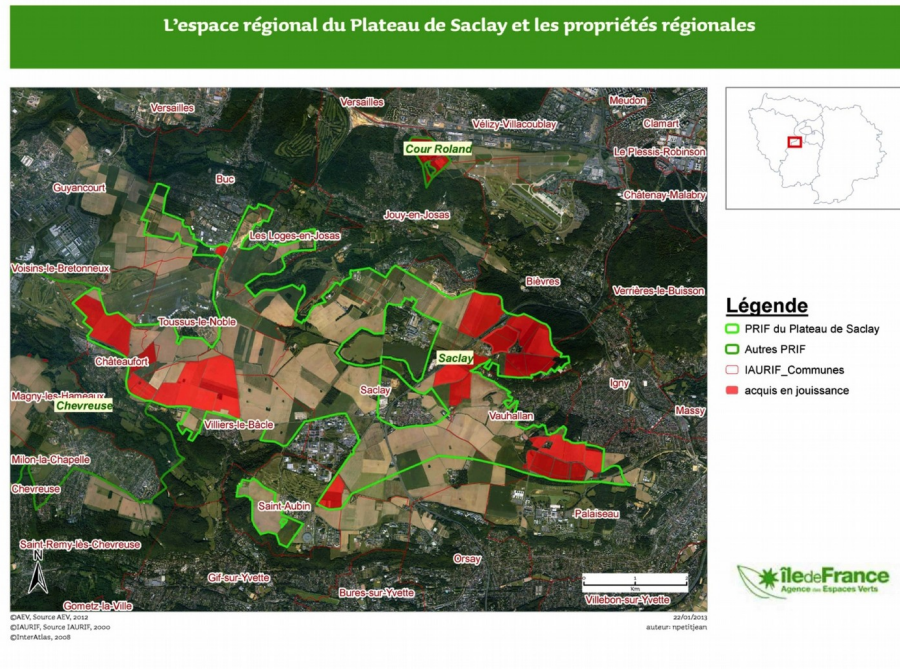 L'espace régional du Plateau de Saclay et les propriétés régionales
Versailles
Versailles
Meudon
Vélizy-Villacoublay
Clamart
Cour Roland
Le Plessis-Robinson
Guyancourt
Buc
Châtenay-Malabry
Jouy-en-Josas
Les Loges-en-Josas
Voisins-le-Bretonneux
Bièvres
Verrières-le-Buisson
Toussus-le-Noble
Châteaufort
Saclay
Saclay
Igny
Magny-les-Hameaux
Chevreuse
Massy
Vauhallan
Villiers-le-Bâcle
Milon-la-Chapelle
Chevreuse
Saint-Aubin
Palaiseau
Saint-Rémy-lès-Chevreuse
N
Orsay
Gif-sur-Yvette
Bures-sur-Yvette
0 1 2
Km
Villebon-sur-Yvette
Gometz-la-Ville
Légende
PRIF du Plateau de Saclay
Autres PRIF
IAURIF_Communes
acquis en jouissance
îledeFrance
Agence des Espaces Verts
©AEV, Source AEV, 2012
©IAURIF, Source IAURIF, 2000
©InterAtlas, 2008
22/01/2013
auteur: npetitjean